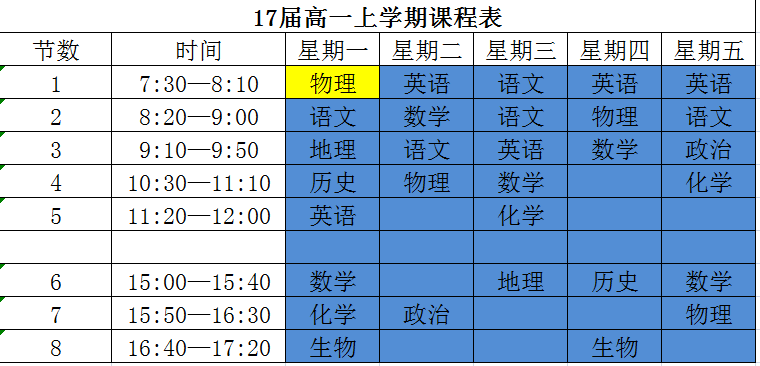 17届高一上学期课程表
节数 时间 星期一 星期二 星期三 星期四 星期五
1 7:30—8:10 物理 英语 语文 英语 英语
2 8:20—9:00 语文 数学 语文 物理 语文
3 9:10—9:50 地理 语文 英语 数学 政治
4 10:30—11:10 历史 物理 数学 化学
5 11:20—12:00 英语 化学
6 15:00—15:40 数学 地理 历史 数学
7 15:50—16:30 化学 政治 物理
8 16:40—17:20 生物 生物